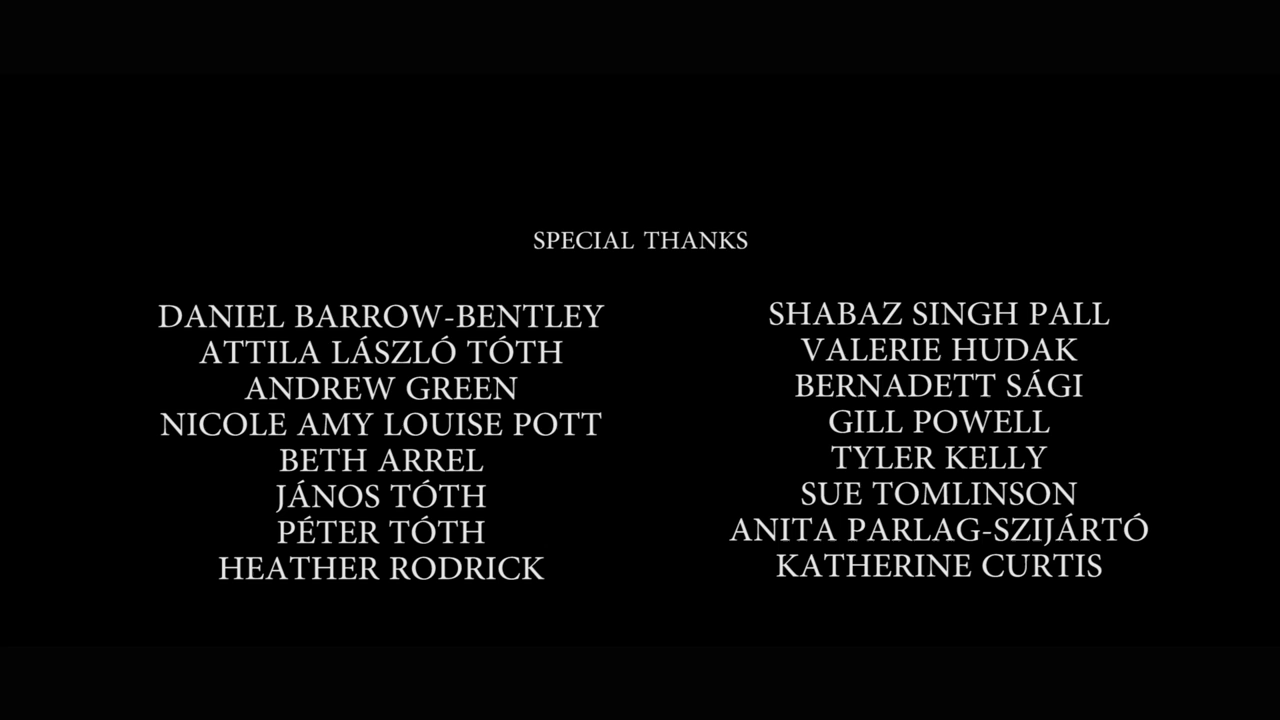 SPECIAL THANKS
DANIEL BARROW-BENTLEY
ATTILA LÁSZLÓ TÓTH
ANDREW GREEN
NICOLE AMY LOUISE POTT
BETH ARREL
JÁNOS TÓTH
PÉTER TÓTH
HEATHER RODRICK
SHABAZ SINGH PALL
VALERIE HUDAK
BERNADETT SÁGI
GILL POWELL
TYLER KELLY
SUE TOMLINSON
ANITA PARLAG-SZIJÁRTÓ
KATHERINE CURTIS